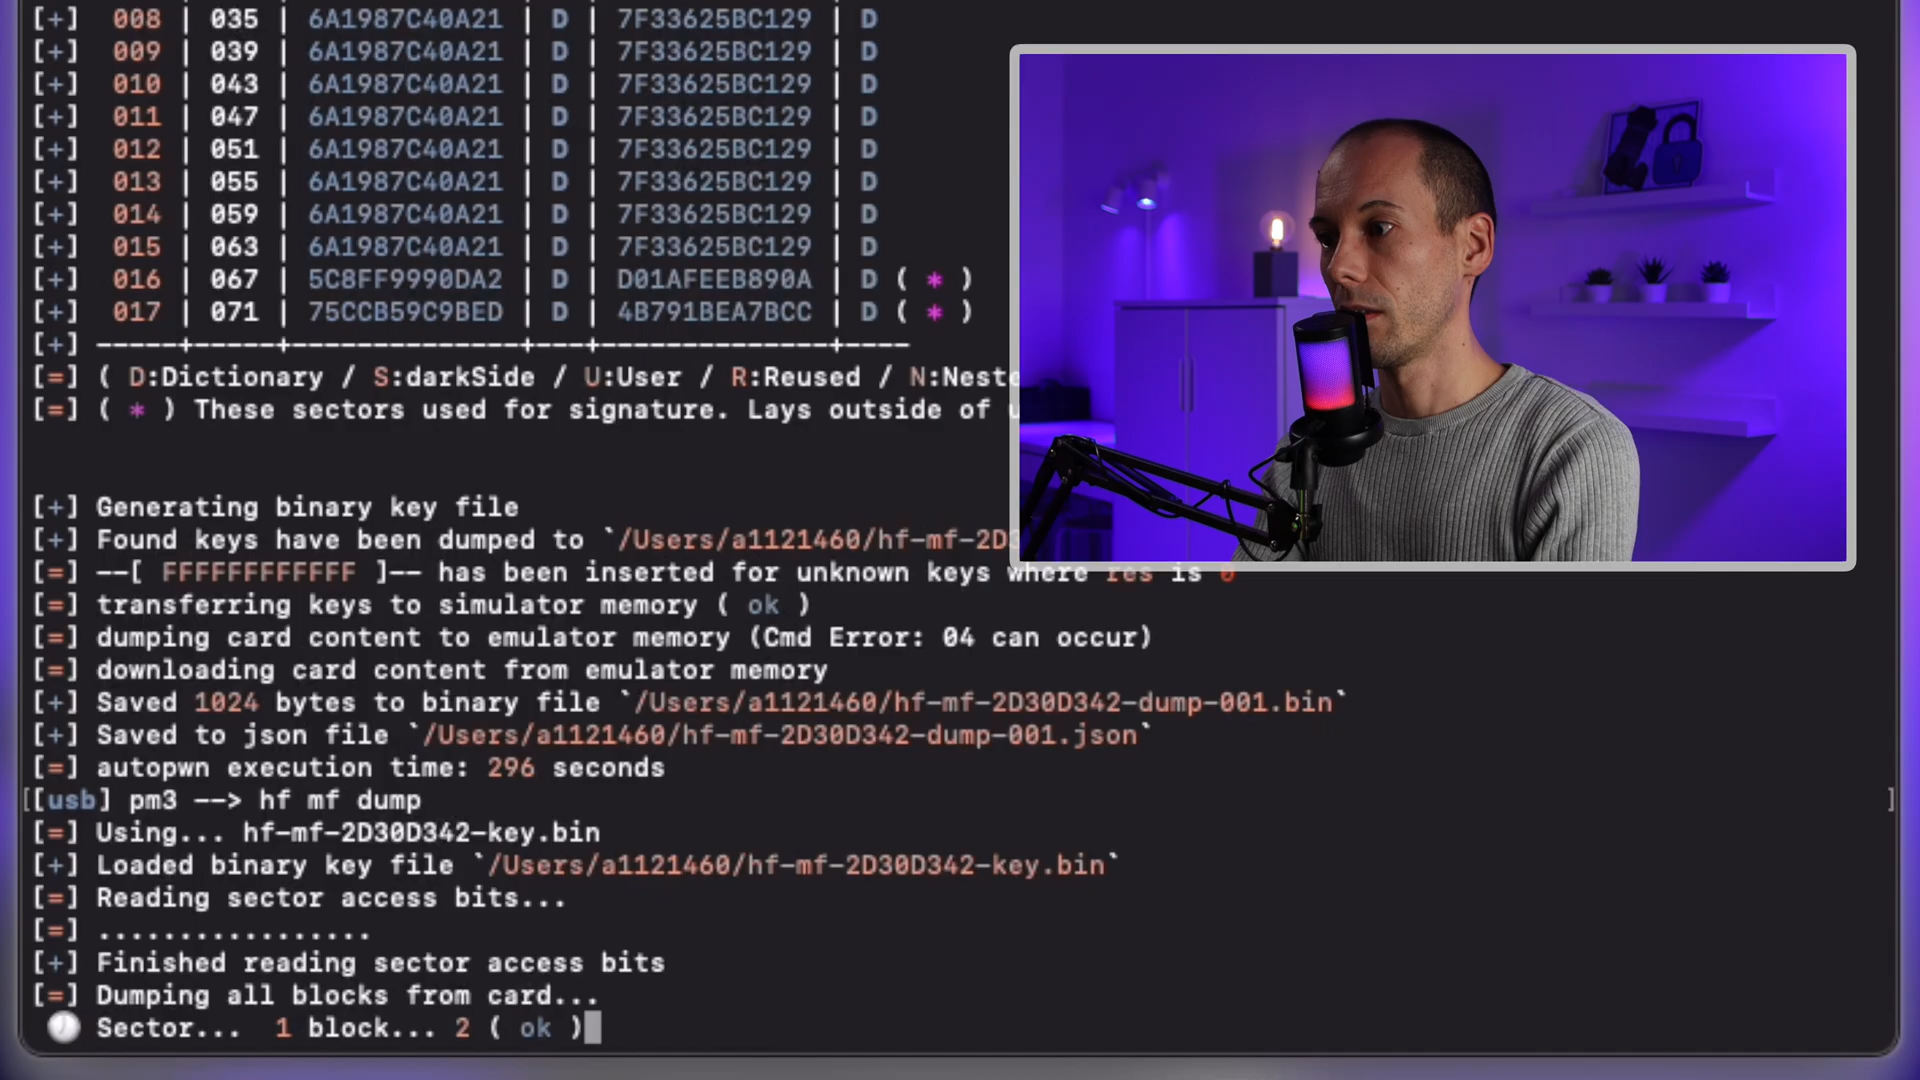 [+] 008 | 035 | 6A1987C40A21 | D | 7F33625BC129 | D
[+] 009 | 039 | 6A1987C40A21 | D | 7F33625BC129 | D
[+] 010 | 043 | 6A1987C40A21 | D | 7F33625BC129 | D
[+] 011 | 047 | 6A1987C40A21 | D | 7F33625BC129 | D
[+] 012 | 051 | 6A1987C40A21 | D | 7F33625BC129 | D
[+] 013 | 055 | 6A1987C40A21 | D | 7F33625BC129 | D
[+] 014 | 059 | 6A1987C40A21 | D | 7F33625BC129 | D
[+] 015 | 063 | 6A1987C40A21 | D | 7F33625BC129 | D
[+] 016 | 067 | 5C8FF9990DA2 | D | D01AFEEB890A | D ( * )
[+] 017 | 071 | 75CCB59C9BED | D | 4B791BEA7BCC | D ( * )
[+] -----+-----+--------------+---+--------------+----
[=] ( D:Dictionary / S:darkSide / U:User / R:Reused / N:Neste
[=] ( * ) These sectors used for signature. Lays outside of u
[+] Generating binary key file
[+] Found keys have been dumped to `/Users/a1121460/hf-mf-2D3
[=] --[ FFFFFFFFFFFF ]-- has been inserted for unknown keys where res is 0
[=] transferring keys to simulator memory ( ok )
[=] dumping card content to emulator memory (Cmd Error: 04 can occur)
[=] downloading card content from emulator memory
[+] Saved 1024 bytes to binary file `/Users/a1121460/hf-mf-2D30D342-dump-001.bin`
[+] Saved to json file `/Users/a1121460/hf-mf-2D30D342-dump-001.json`
[=] autopwn execution time: 296 seconds
[[usb] pm3 --> hf mf dump ]
[=] Using... hf-mf-2D30D342-key.bin
[+] Loaded binary key file `/Users/a1121460/hf-mf-2D30D342-key.bin`
[=] Reading sector access bits...
[=] .................
[+] Finished reading sector access bits
[=] Dumping all blocks from card...
Sector... 1 block... 2 ( ok )